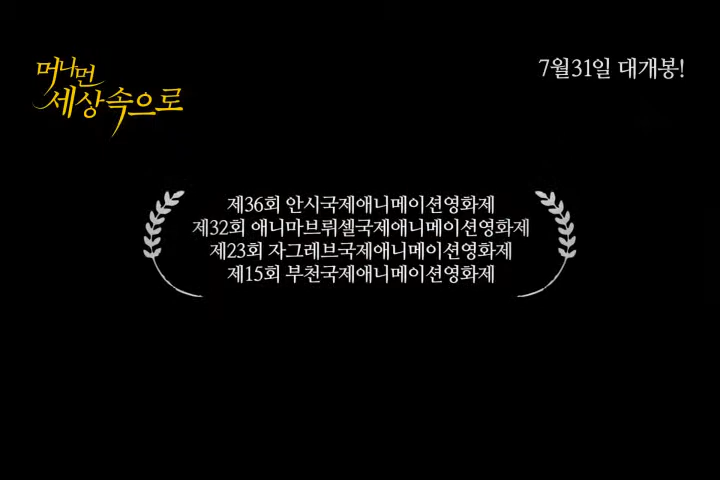 머나먼
세상 속으로
7월31일 대개봉!
제36회 안시국제애니메이션영화제
제32회 애니마브뤼셀국제애니메이션영화제
제23회 자그레브국제애니메이션영화제
제15회 부천국제애니메이션영화제